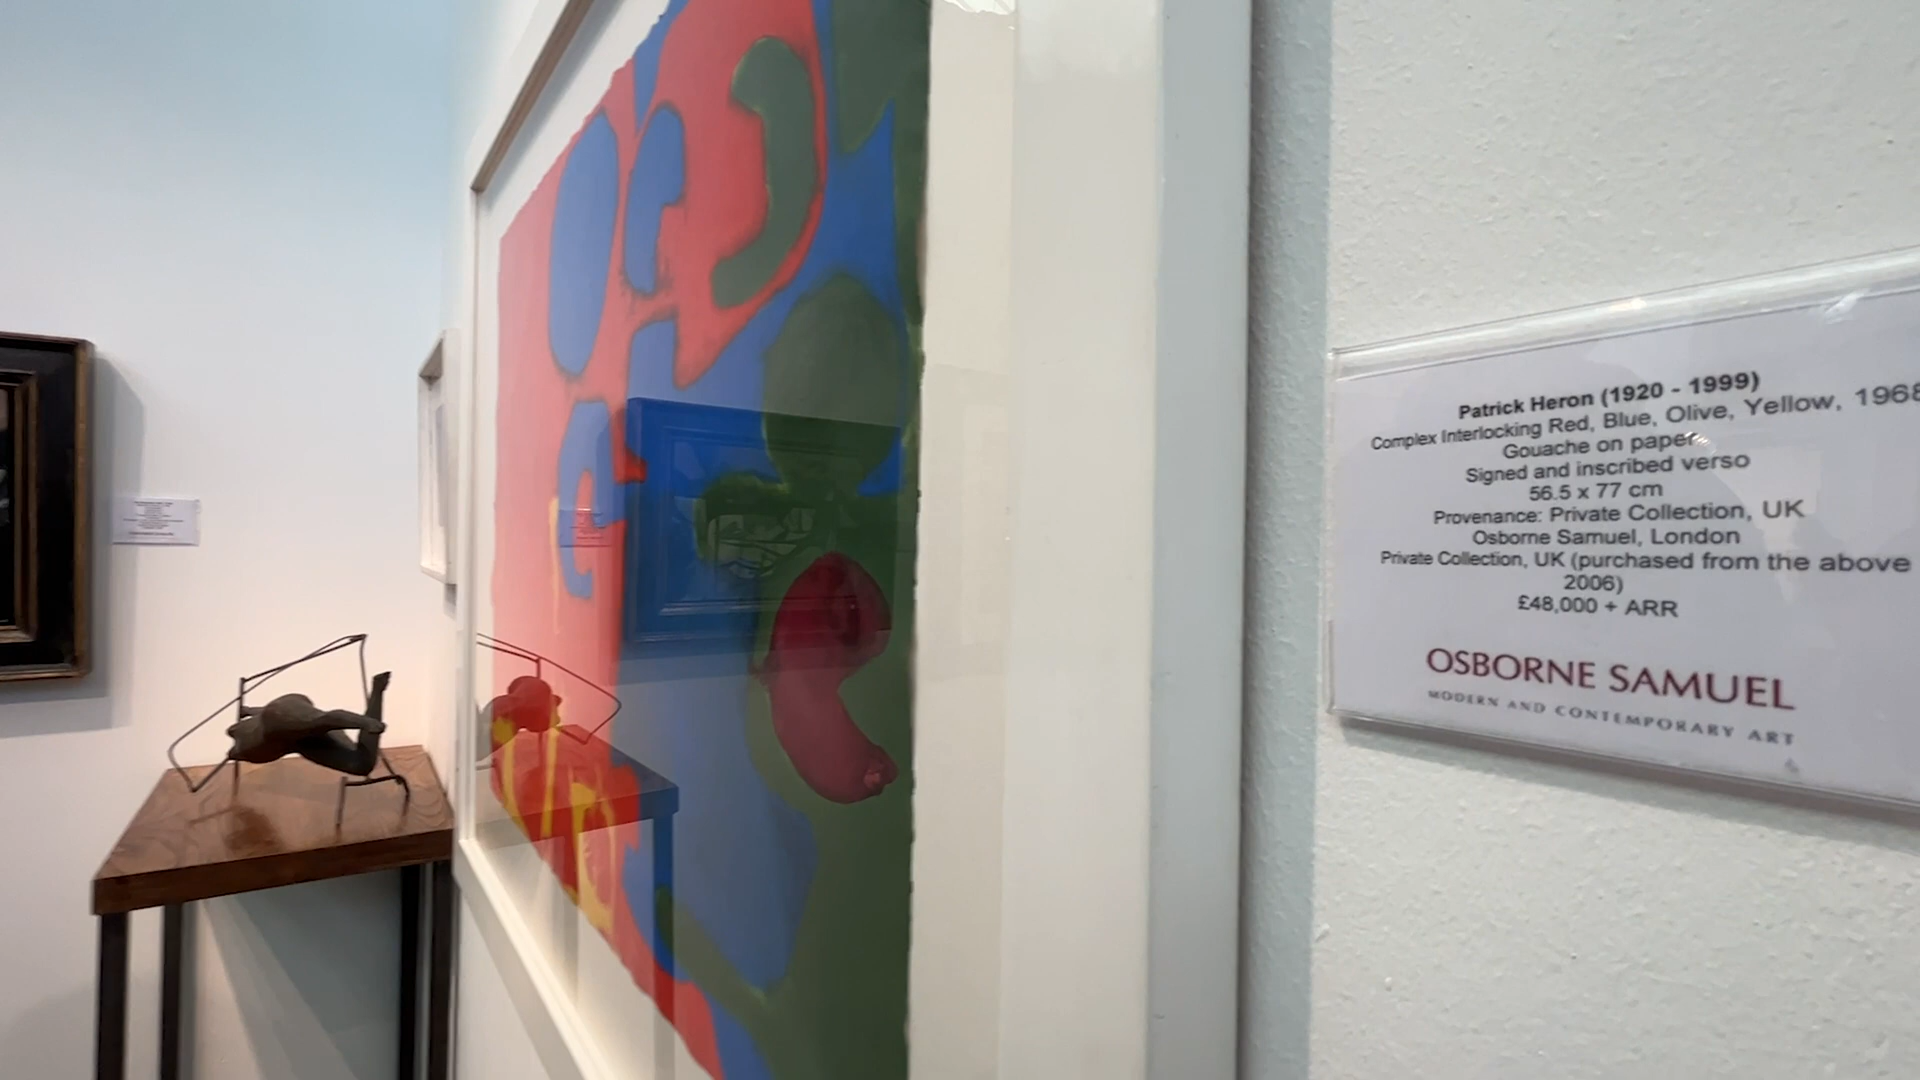 Patrick Heron (1920 - 1999)
Complex Interlocking Red, Blue, Olive, Yellow, 1968
Gouache on paper
Signed and inscribed verso
56.5 x 77 cm
Provenance: Private Collection, UK
Osborne Samuel, London
Private Collection, UK (purchased from the above
2006)
£48,000 + ARR
OSBORNE SAMUEL
MODERN AND CONTEMPORARY ART